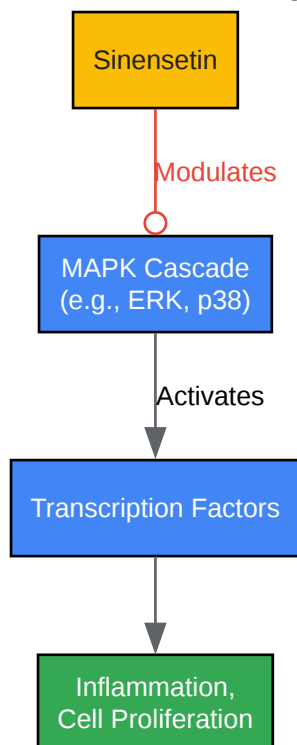 Sinensetin
Modulates
MAPK Cascade
(e.g., ERK, p38)
Activates
Transcription Factors
Inflammation,
Cell Proliferation